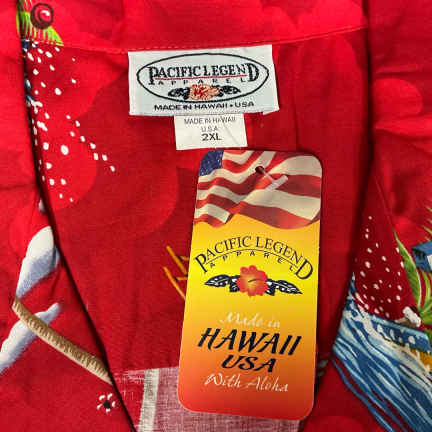 PACIFIC LEGEND
APPAREL
MADE IN HAWAII • USA
MADE IN HAWAII
U.S.A.
2XL
PACIFIC LEGEND
APPAREL
Made in
HAWAII
USA
With Aloha